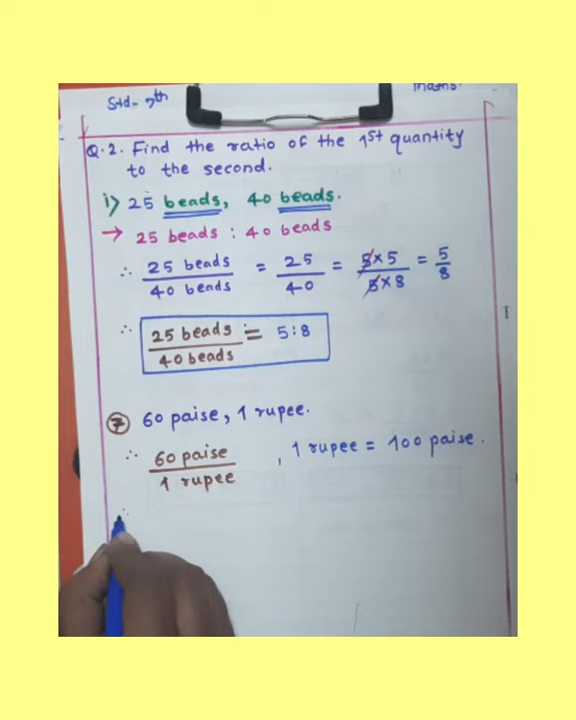 Std- 7th
Maths.
Q.2. Find the ratio of the 1st quantity
to the second.
i) 25 beads, 40 beads.
→ 25 beads : 40 beads
∴ 25 beads / 40 beads = 25 / 40 = 5×5 / 5×8 = 5/8
∴ 25 beads / 40 beads = 5:8
7 60 paise, 1 rupee.
∴ 60 paise / 1 rupee , 1 rupee = 100 paise.
∴